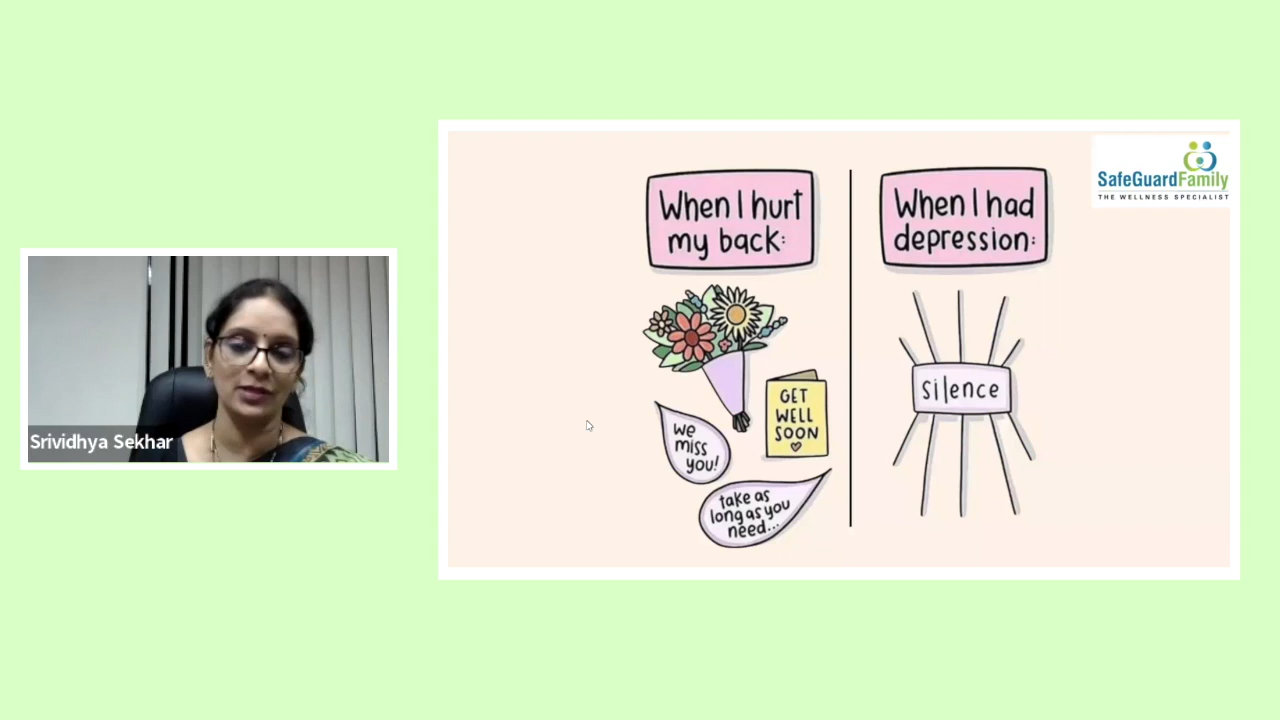 Srividhya Sekhar
When I hurt
my back:
GET
WELL
SOON
we
miss
you!
take as
long as you
need...
When I had
depression:
silence
SafeGuardFamily
THE WELLNESS SPECIALIST